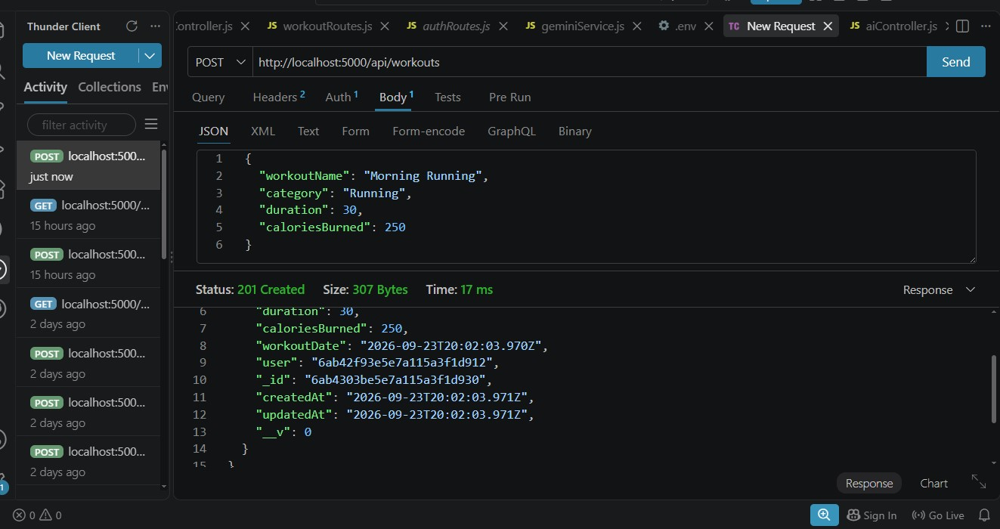 Thunder Client
New Request
Activity Collections Env
filter activity
POST localhost:500...
just now
GET localhost:5000/...
15 hours ago
POST localhost:500...
15 hours ago
GET localhost:5000/...
2 days ago
POST localhost:500...
2 days ago
POST localhost:500...
2 days ago
POST localhost:500...
2 days ago
Controller.js JS workoutRoutes.js JS authRoutes.js JS geminiService.js .env TC New Request JS aiController.js
POST http://localhost:5000/api/workouts Send
Query Headers 2 Auth 1 Body 1 Tests Pre Run
JSON XML Text Form Form-encode GraphQL Binary
1 {
2 "workoutName": "Morning Running",
3 "category": "Running",
4 "duration": 30,
5 "caloriesBurned": 250
6 }
Status: 201 Created Size: 307 Bytes Time: 17 ms Response
6 "duration": 30,
7 "caloriesBurned": 250,
8 "workoutDate": "2026-09-23T20:02:03.970Z",
9 "user": "6ab42f93e5e7a115a3f1d912",
10 "_id": "6ab4303be5e7a115a3f1d930",
11 "createdAt": "2026-09-23T20:02:03.971Z",
12 "updatedAt": "2026-09-23T20:02:03.971Z",
13 "__v": 0
14 }
15 }
Response Chart
1
0 0 Sign In Go Live